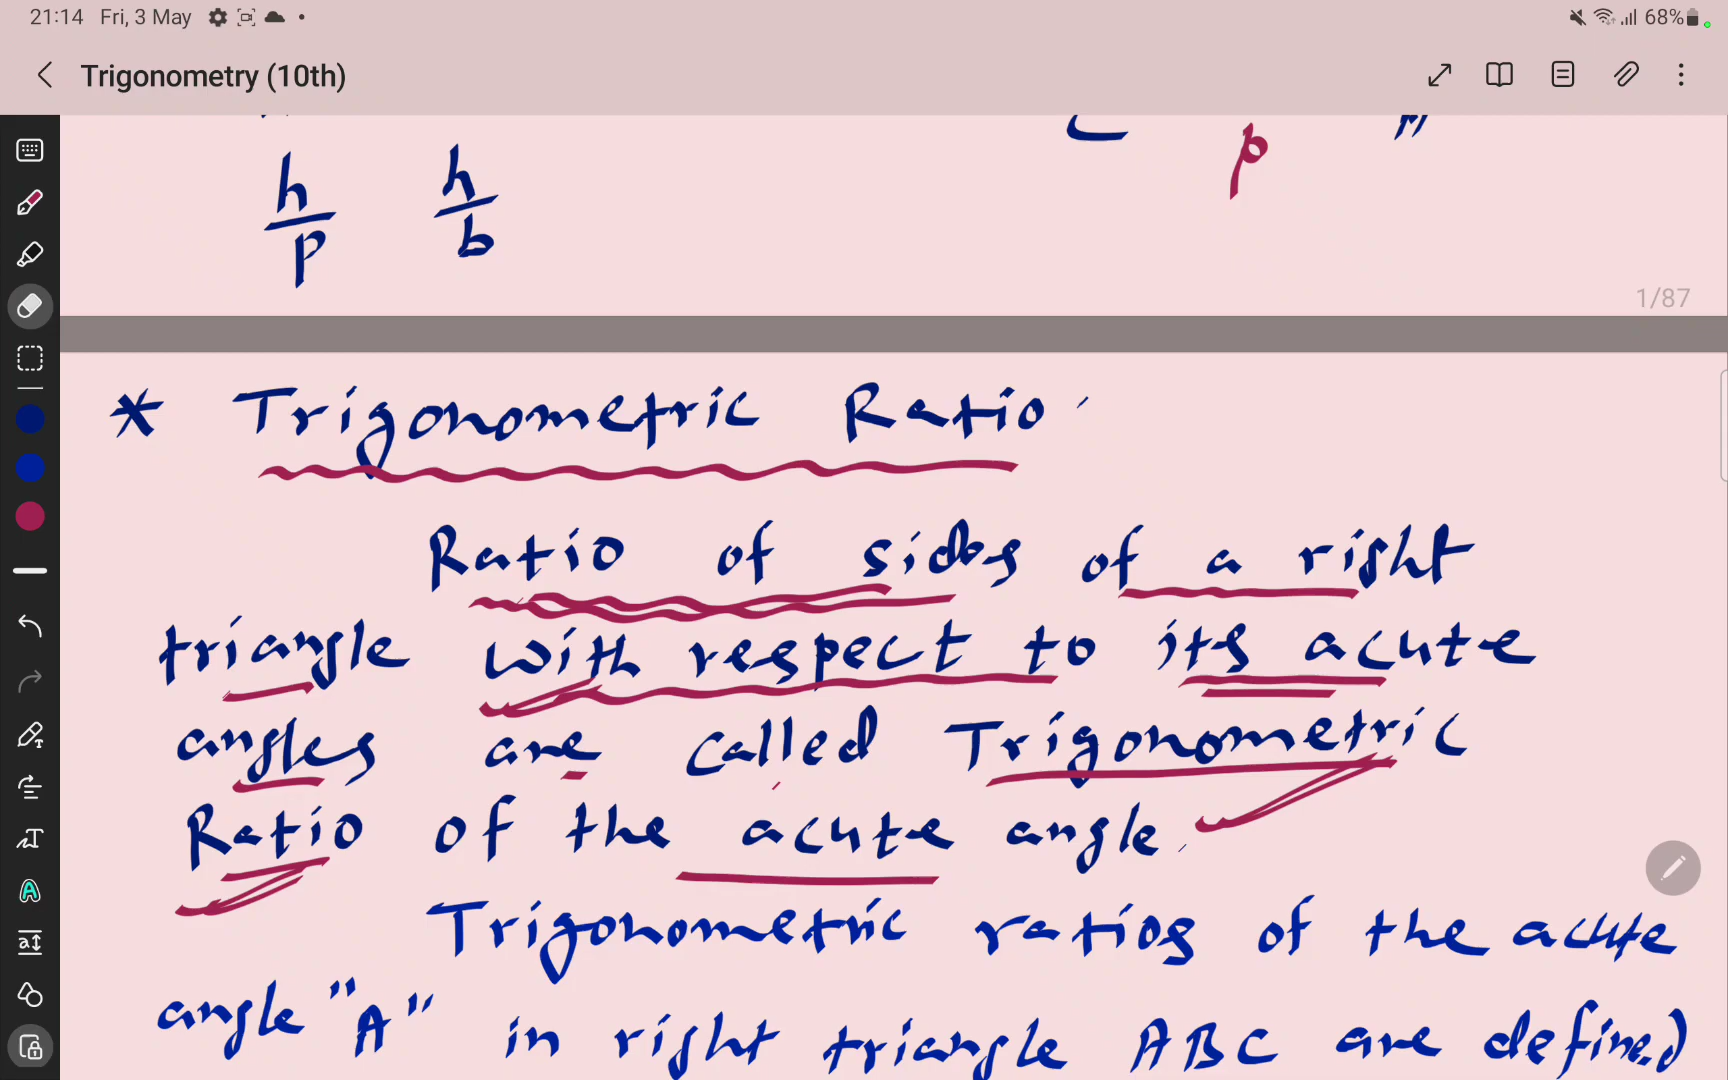 21:14 Fri, 3 May 68%
Trigonometry (10th)
p
h/p h/b
1/87
* Trigonometric Ratio
Ratio of sides of a right
triangle with respect to its acute
angles are called Trigonometric
Ratio of the acute angle.
Trigonometric ratios of the acute
angle "A" in right triangle ABC are defined